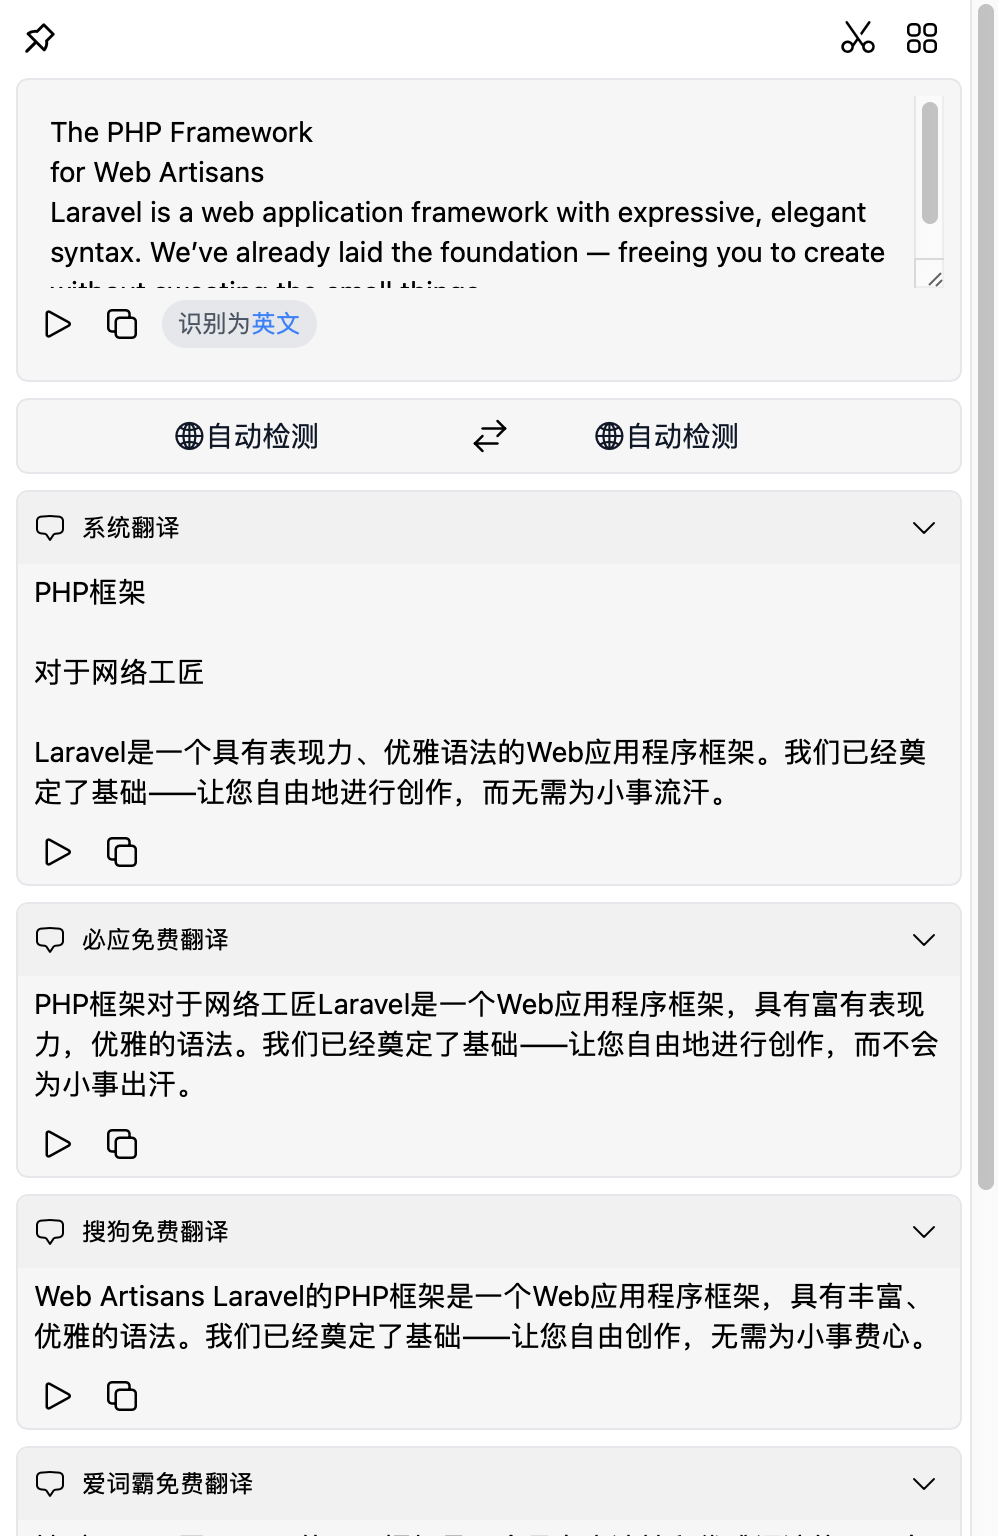 The PHP Framework
for Web Artisans
Laravel is a web application framework with expressive, elegant
syntax. We’ve already laid the foundation — freeing you to create
without sweating the small things.
识别为英文
自动检测
自动检测
系统翻译
PHP框架
对于网络工匠
Laravel是一个具有表现力、优雅语法的Web应用程序框架。我们已经奠
定了基础——让您自由地进行创作，而无需为小事流汗。
必应免费翻译
PHP框架对于网络工匠Laravel是一个Web应用程序框架，具有富有表现
力，优雅的语法。我们已经奠定了基础——让您自由地进行创作，而不会
为小事出汗。
搜狗免费翻译
Web Artisans Laravel的PHP框架是一个Web应用程序框架，具有丰富、
优雅的语法。我们已经奠定了基础——让您自由创作，无需为小事费心。
爱词霸免费翻译